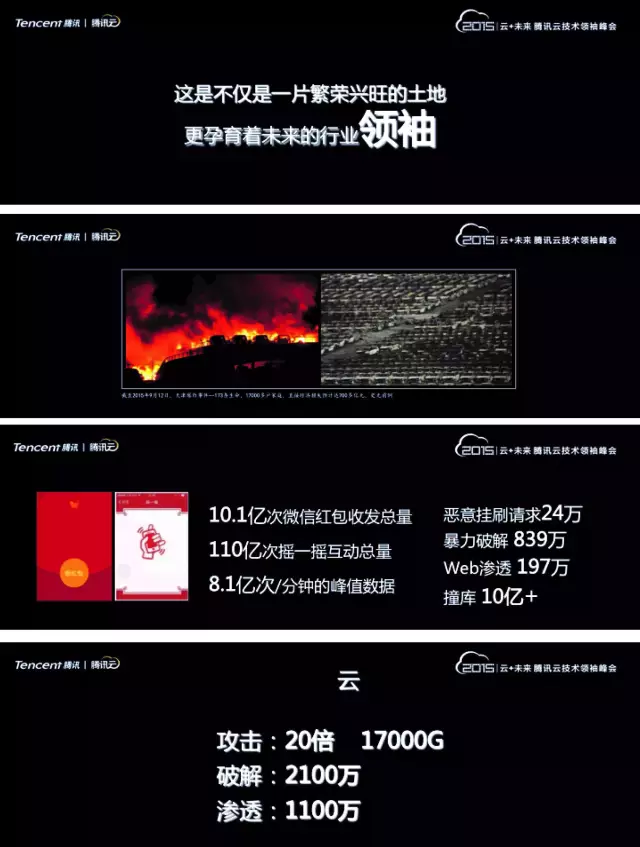 Tencent 腾讯 | 腾讯云
2015 云+未来 腾讯云技术领袖峰会
这是不仅是一片繁荣兴旺的土地
更孕育着未来的行业领袖
Tencent 腾讯 | 腾讯云
2015 云+未来 腾讯云技术领袖峰会
Tencent 腾讯 | 腾讯云
2015 云+未来 腾讯云技术领袖峰会
10.1亿次微信红包收发总量
110亿次摇一摇互动总量
8.1亿次/分钟的峰值数据
恶意挂刷请求24万
暴力破解 839万
Web渗透 197万
撞库 10亿+
Tencent 腾讯 | 腾讯云
2015 云+未来 腾讯云技术领袖峰会
云
攻击：20倍 17000G
破解：2100万
渗透：1100万